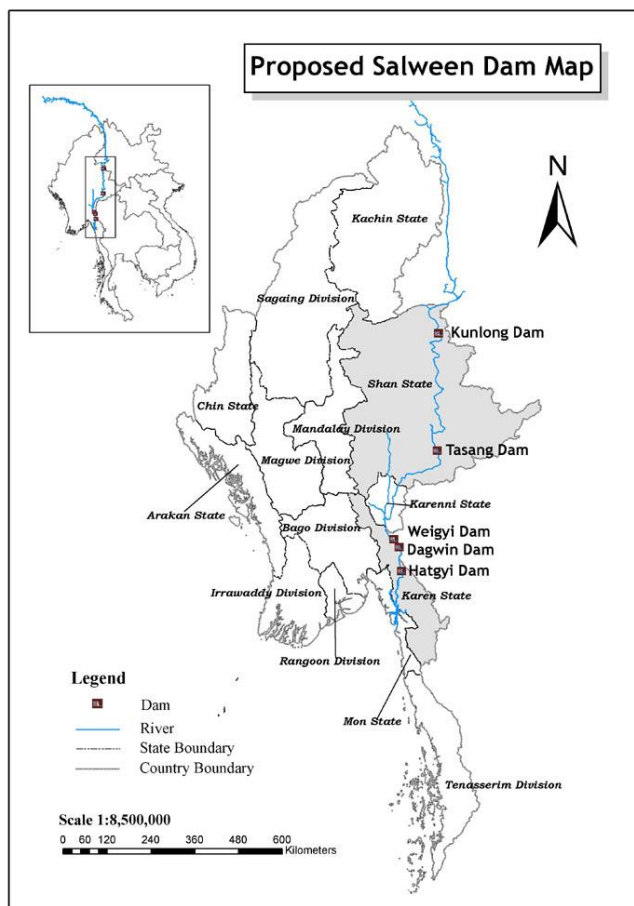 Proposed Salween Dam Map
N
Kachin State
Sagaing Division
Kunlong Dam
Shan State
Chin State
Mandalay Division
Tasang Dam
Magwe Division
Karenni State
Arakan State
Bago Division
Weigyi Dam
Dagwin Dam
Hatgyi Dam
Irrawaddy Division
Karen State
Rangoon Division
Legend
Dam
River
State Boundary
Country Boundary
Mon State
Tenasserim Division
Scale 1:8,500,000
0 60 120 240 360 480 600
Kilometers